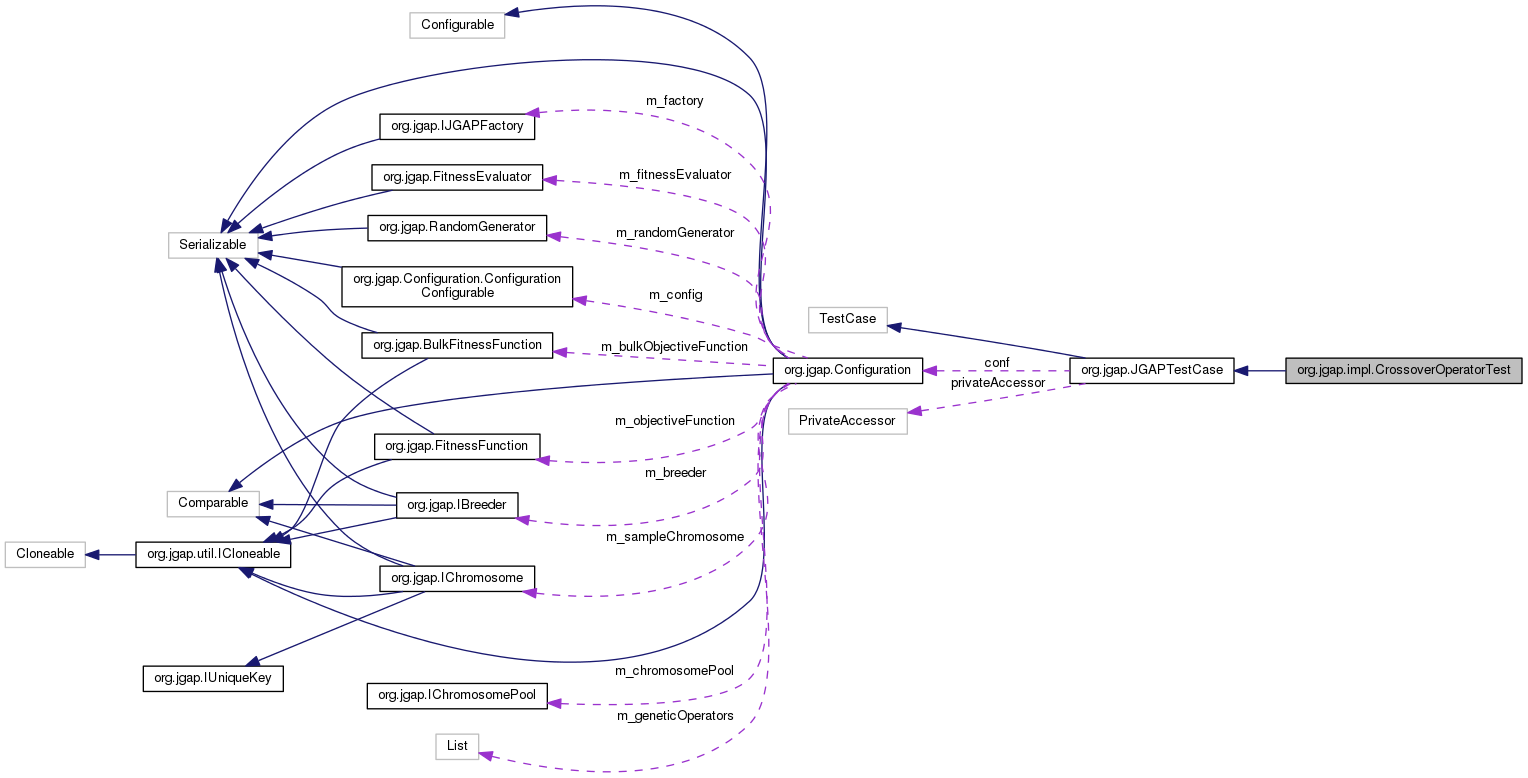 Configurable
m_factory
org.jgap.IJGAPFactory
m_fitnessEvaluator
org.jgap.FitnessEvaluator
org.jgap.RandomGenerator
m_randomGenerator
Serializable
org.jgap.Configuration.Configuration
Configurable
m_config
TestCase
org.jgap.BulkFitnessFunction
m_bulkObjectiveFunction
org.jgap.Configuration
conf
privateAccessor
org.jgap.JGAPTestCase
org.jgap.impl.CrossoverOperatorTest
PrivateAccessor
m_objectiveFunction
org.jgap.FitnessFunction
m_breeder
Comparable
org.jgap.IBreeder
m_sampleChromosome
Cloneable
org.jgap.util.ICloneable
org.jgap.IChromosome
org.jgap.IUniqueKey
m_chromosomePool
org.jgap.IChromosomePool
m_geneticOperators
List